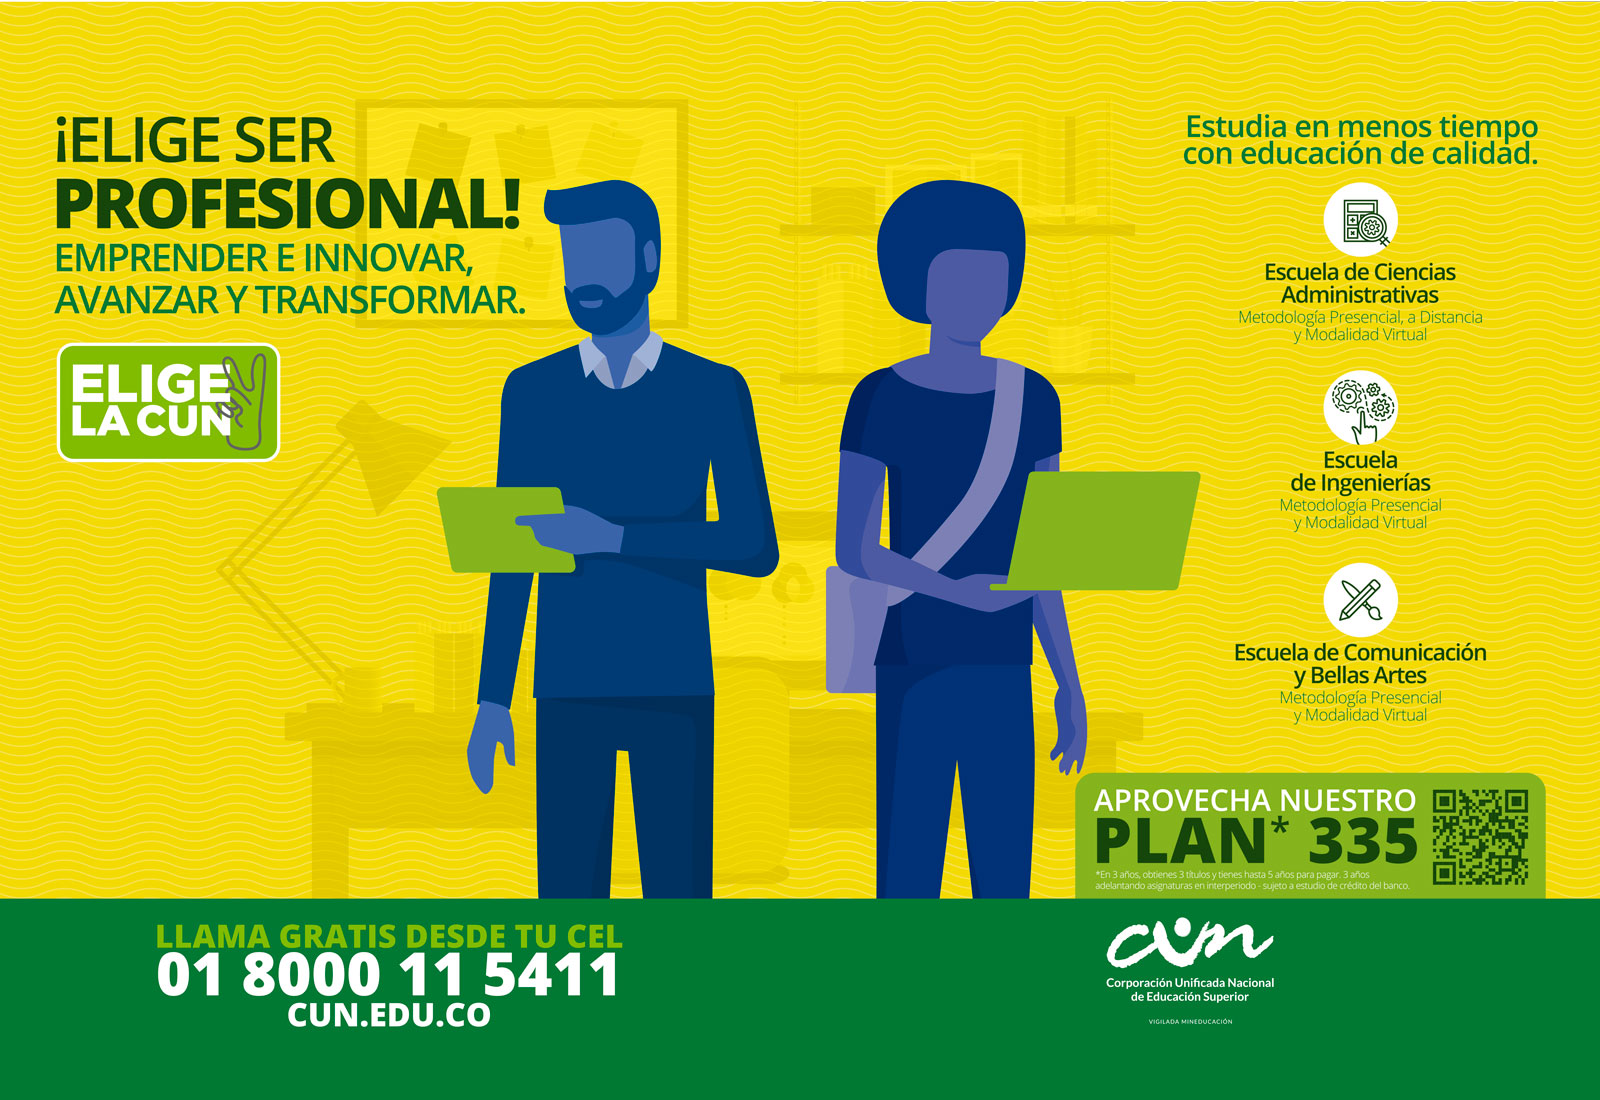 ¡ELIGE SER
PROFESIONAL!
EMPRENDER E INNOVAR,
AVANZAR Y TRANSFORMAR.
ELIGE
LA CUN
Estudia en menos tiempo
con educación de calidad.
Escuela de Ciencias
Administrativas
Metodología Presencial, a Distancia
y Modalidad Virtual
Escuela
de Ingenierías
Metodología Presencial
y Modalidad Virtual
Escuela de Comunicación
y Bellas Artes
Metodología Presencial
y Modalidad Virtual
APROVECHA NUESTRO
PLAN* 335
*En 3 años, obtienes 3 títulos y tienes hasta 5 años para pagar. 3 años
adelantando asignaturas en interperiodo - sujeto a estudio de crédito del banco.
LLAMA GRATIS DESDE TU CEL
01 8000 11 5411
CUN.EDU.CO
cun
Corporación Unificada Nacional
de Educación Superior
VIGILADA MINEDUCACIÓN